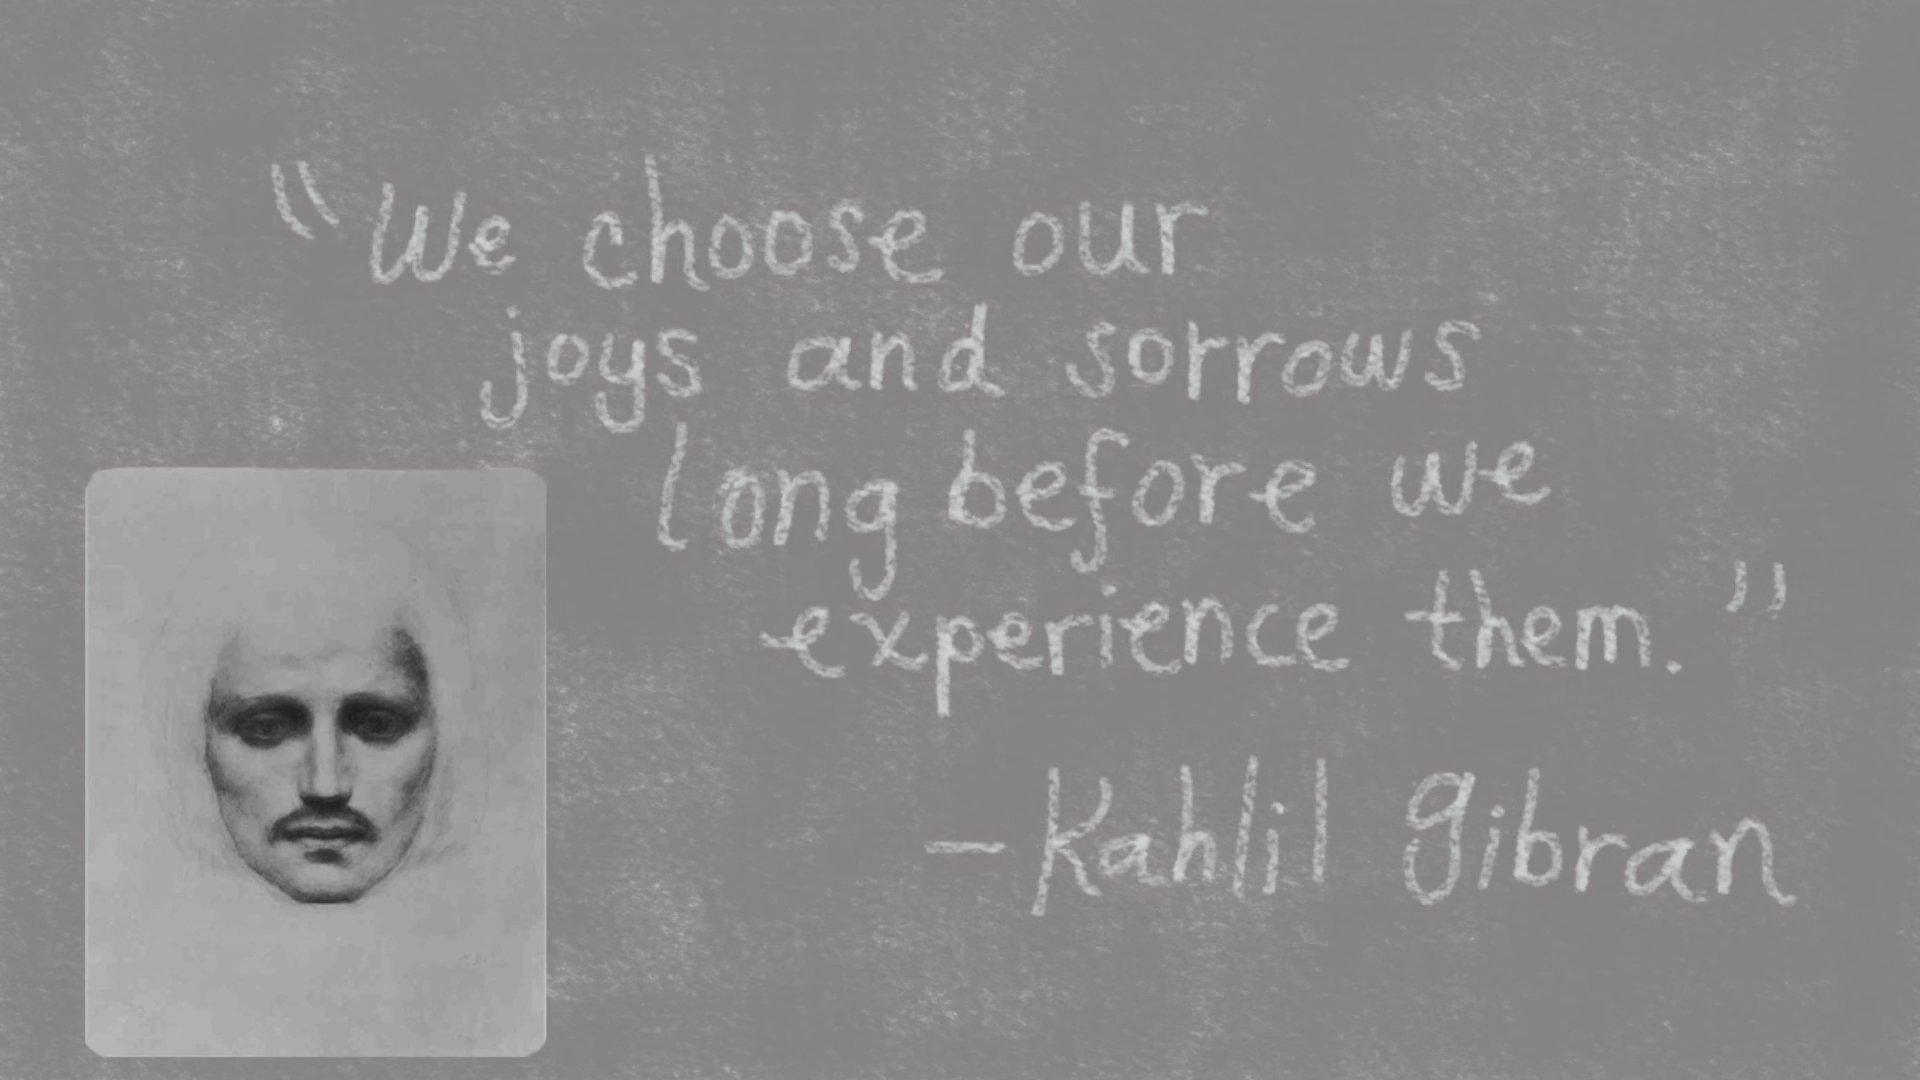 “We choose our
joys and sorrows
long before we
experience them.”
—Kahlil Gibran